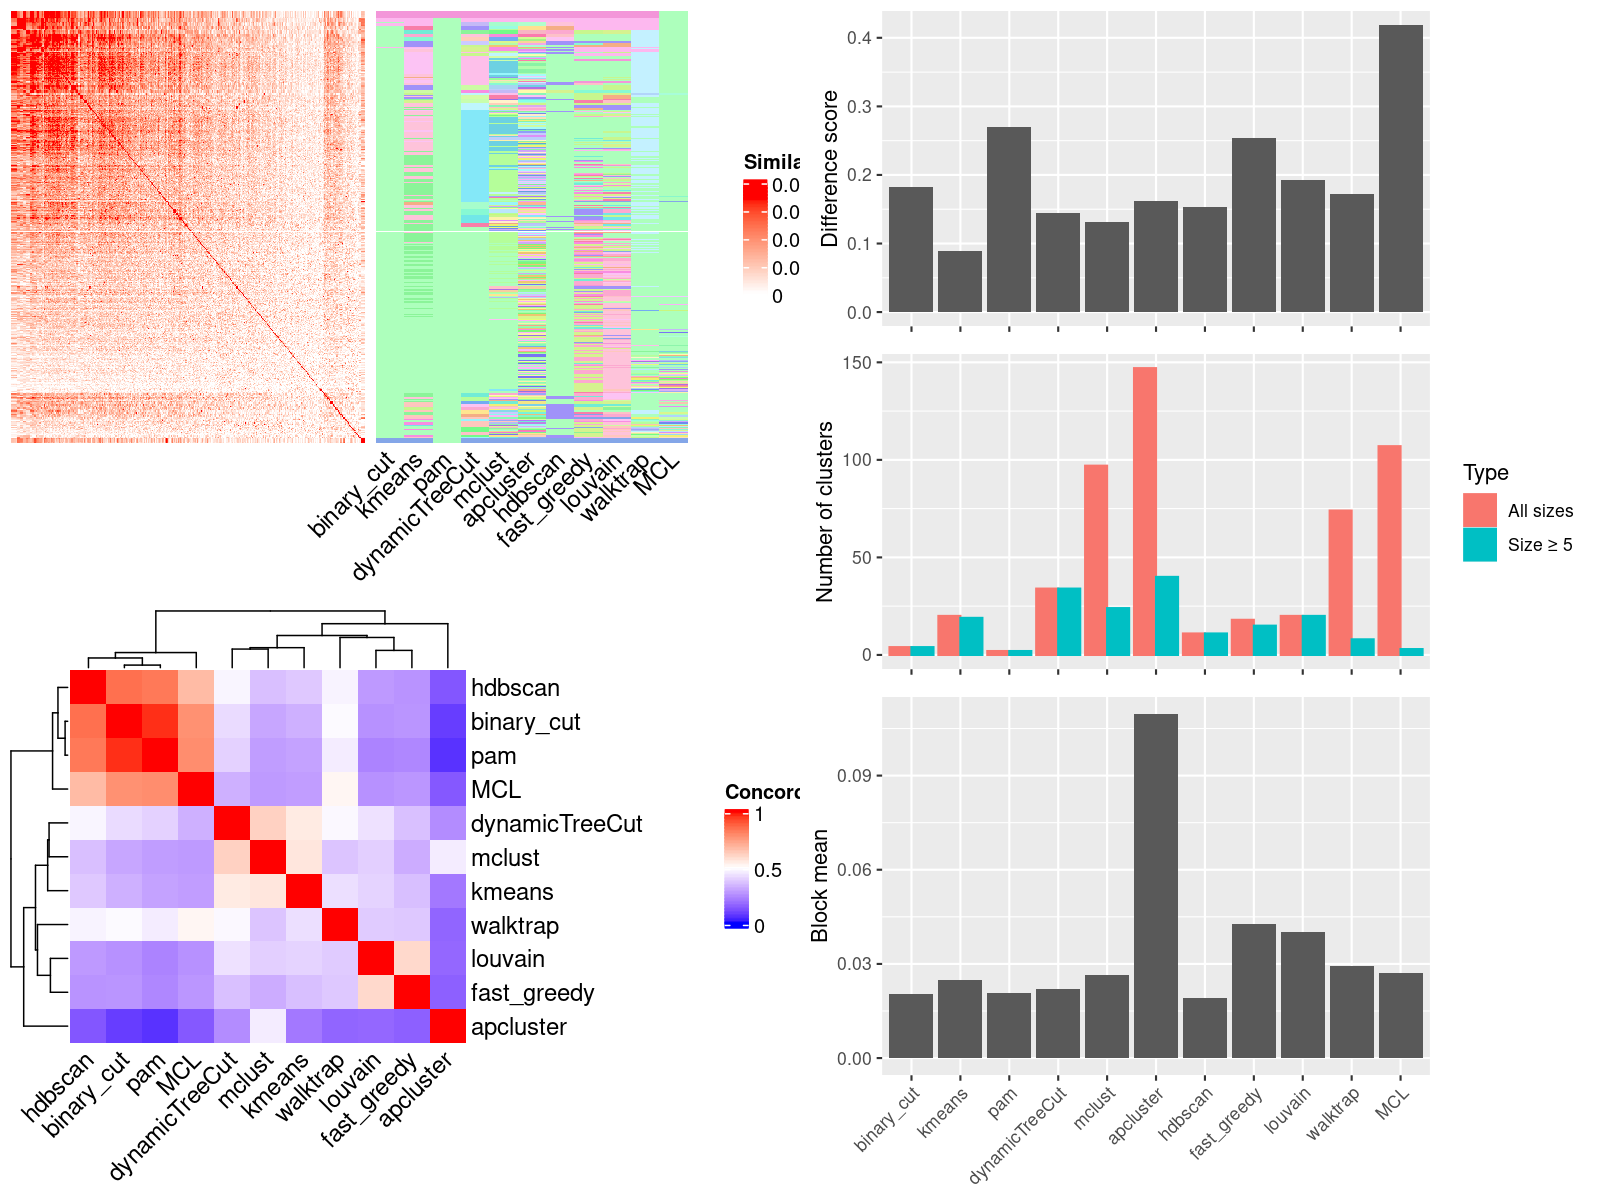 Simila
0.0
0.0
0.0
0.0
0
binary_cut
kmeans
pam
dynamicTreeCut
mclust
apcluster
hdbscan
fast_greedy
louvain
walktrap
MCL
hdbscan
binary_cut
pam
MCL
dynamicTreeCut
mclust
kmeans
walktrap
louvain
fast_greedy
apcluster
hdbscan
binary_cut
pam
MCL
dynamicTreeCut
mclust
kmeans
walktrap
louvain
fast_greedy
apcluster
Concord
1
0.5
0
Difference score
0.4
0.3
0.2
0.1
0.0
Number of clusters
150
100
50
0
Type
All sizes
Size ≥ 5
Block mean
0.09
0.06
0.03
0.00
binary_cut
kmeans
pam
dynamicTreeCut
mclust
apcluster
hdbscan
fast_greedy
louvain
walktrap
MCL